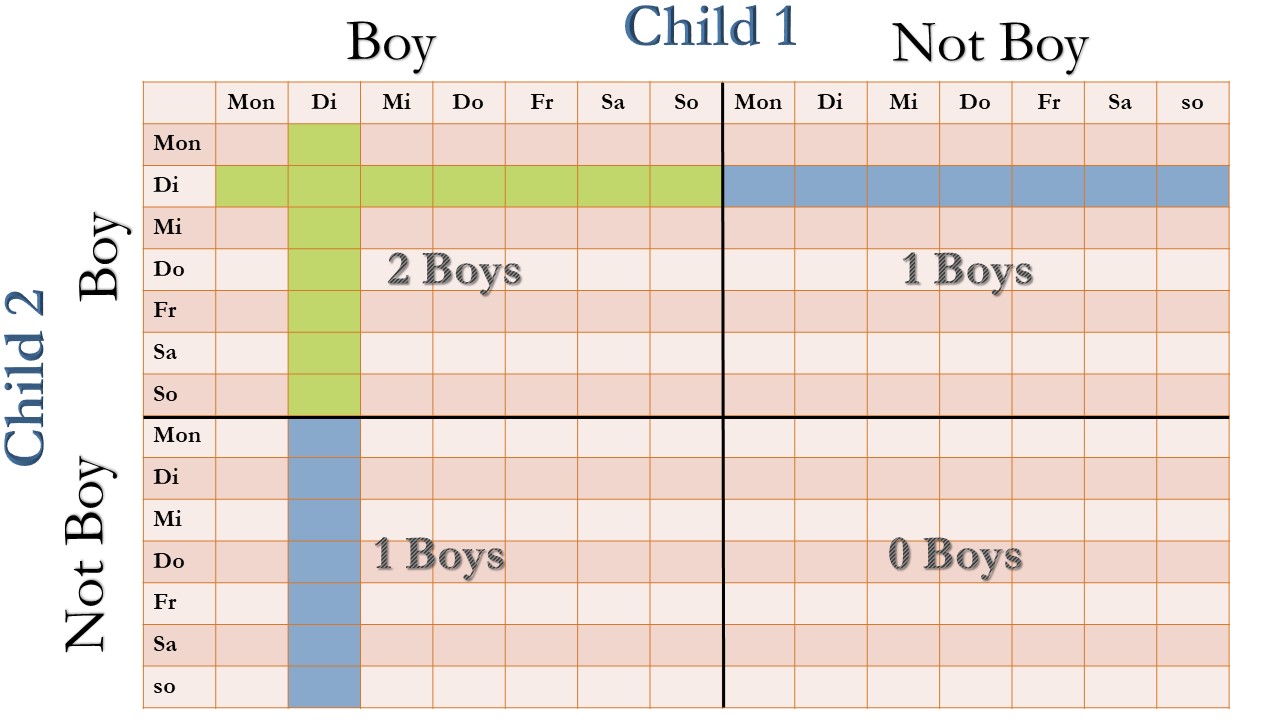 Child 1
Boy Not Boy
Mon Di Mi Do Fr Sa So Mon Di Mi Do Fr Sa so
Child 2
Boy
Mon
Di
Mi
Do
Fr
Sa
So
2 Boys 1 Boys
Not Boy
Mon
Di
Mi
Do
Fr
Sa
so
1 Boys 0 Boys